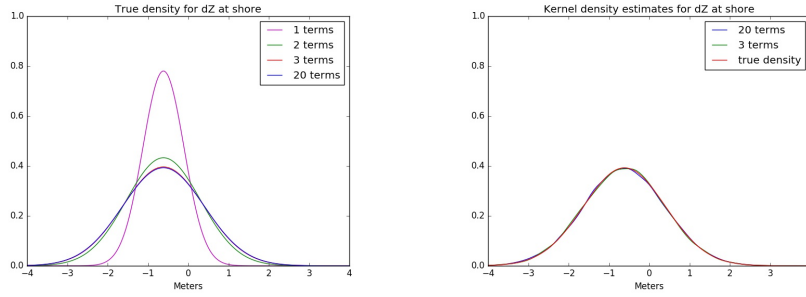 True density for dZ at shore
1 terms
2 terms
3 terms
20 terms
1.0
0.8
0.6
0.4
0.2
0.0
−4 −3 −2 −1 0 1 2 3 4
Meters
Kernel density estimates for dZ at shore
20 terms
3 terms
true density
1.0
0.8
0.6
0.4
0.2
0.0
−4 −3 −2 −1 0 1 2 3
Meters